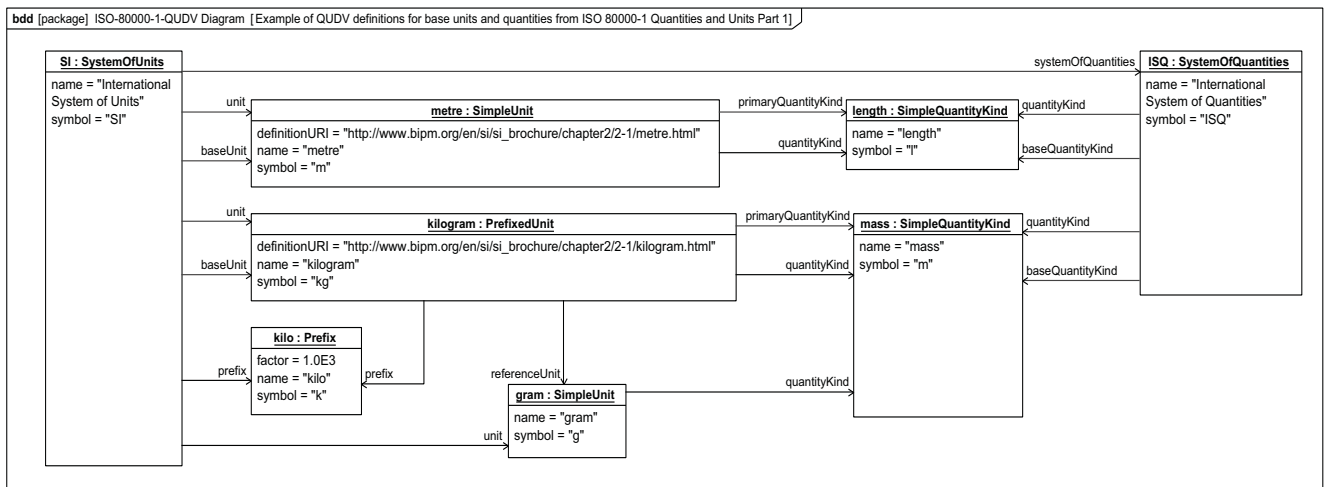 bdd [package] ISO-80000-1-QUDV Diagram [Example of QUDV definitions for base units and quantities from ISO 80000-1 Quantities and Units Part 1]
SI : SystemOfUnits
name = "International
System of Units"
symbol = "SI"
systemOfQuantities
ISQ : SystemOfQuantities
name = "International
System of Quantities"
symbol = "ISQ"
unit
baseUnit
metre : SimpleUnit
definitionURI = "http://www.bipm.org/en/si/si_brochure/chapter2/2-1/metre.html"
name = "metre"
symbol = "m"
primaryQuantityKind
quantityKind
length : SimpleQuantityKind
name = "length"
symbol = "l"
quantityKind
baseQuantityKind
unit
baseUnit
kilogram : PrefixedUnit
definitionURI = "http://www.bipm.org/en/si/si_brochure/chapter2/2-1/kilogram.html"
name = "kilogram"
symbol = "kg"
primaryQuantityKind
quantityKind
mass : SimpleQuantityKind
name = "mass"
symbol = "m"
quantityKind
baseQuantityKind
prefix
kilo : Prefix
factor = 1.0E3
name = "kilo"
symbol = "k"
prefix
referenceUnit
unit
gram : SimpleUnit
name = "gram"
symbol = "g"
quantityKind